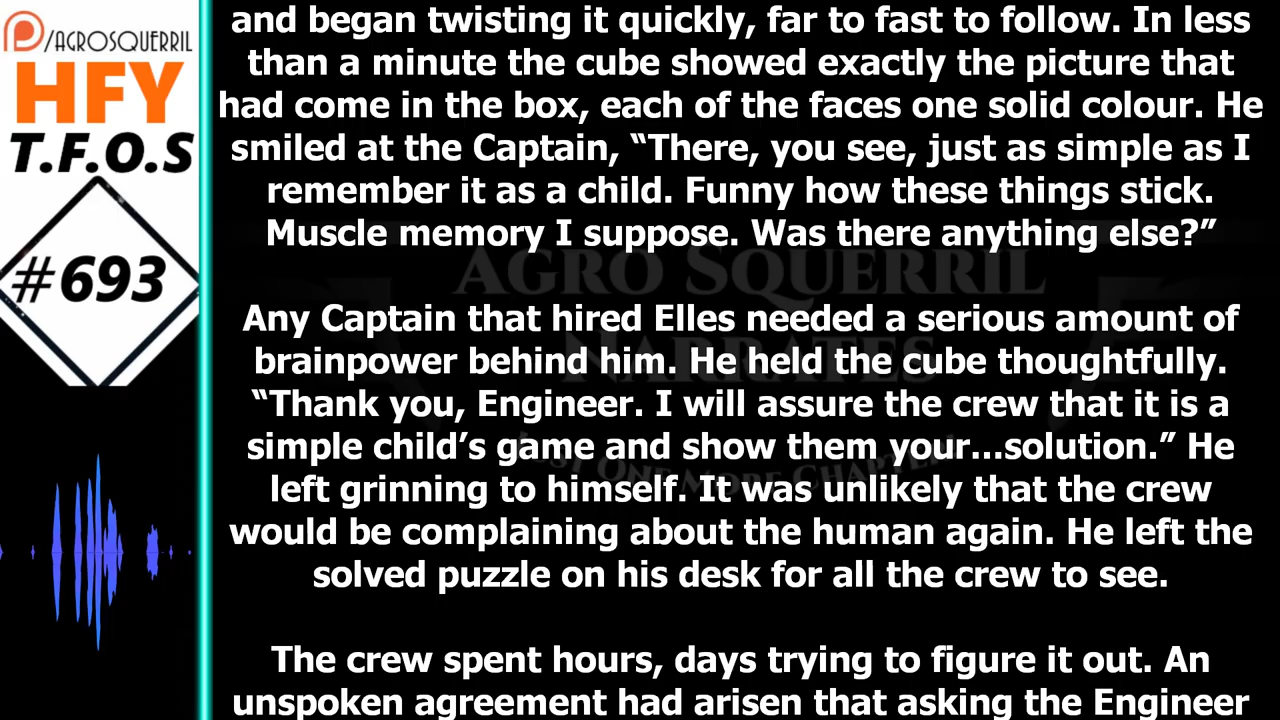 /AGROSQUERRIL
HFY
T.F.O.S
#693
and began twisting it quickly, far to fast to follow. In less
than a minute the cube showed exactly the picture that
had come in the box, each of the faces one solid colour. He
smiled at the Captain, “There, you see, just as simple as I
remember it as a child. Funny how these things stick.
Muscle memory I suppose. Was there anything else?”
Any Captain that hired Elles needed a serious amount of
brainpower behind him. He held the cube thoughtfully.
“Thank you, Engineer. I will assure the crew that it is a
simple child’s game and show them your...solution.” He
left grinning to himself. It was unlikely that the crew
would be complaining about the human again. He left the
solved puzzle on his desk for all the crew to see.
The crew spent hours, days trying to figure it out. An
unspoken agreement had arisen that asking the Engineer
AGRO SQUERRIL
NARRATES
ONE MORE CHAPTER